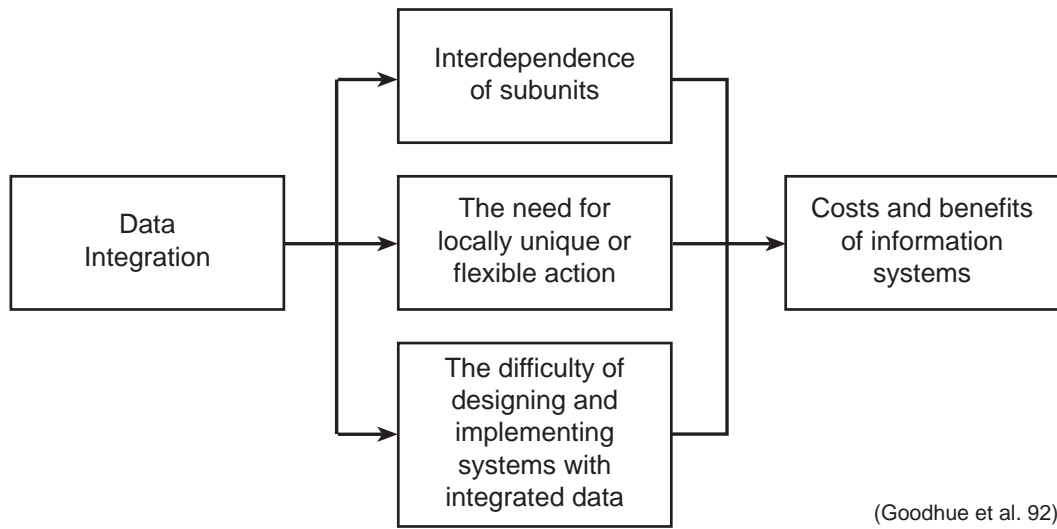 Interdependence
of subunits
Data
Integration
The need for
locally unique or
flexible action
Costs and benefits
of information
systems
The difficulty of
designing and
implementing
systems with
integrated data
(Goodhue et al. 92)